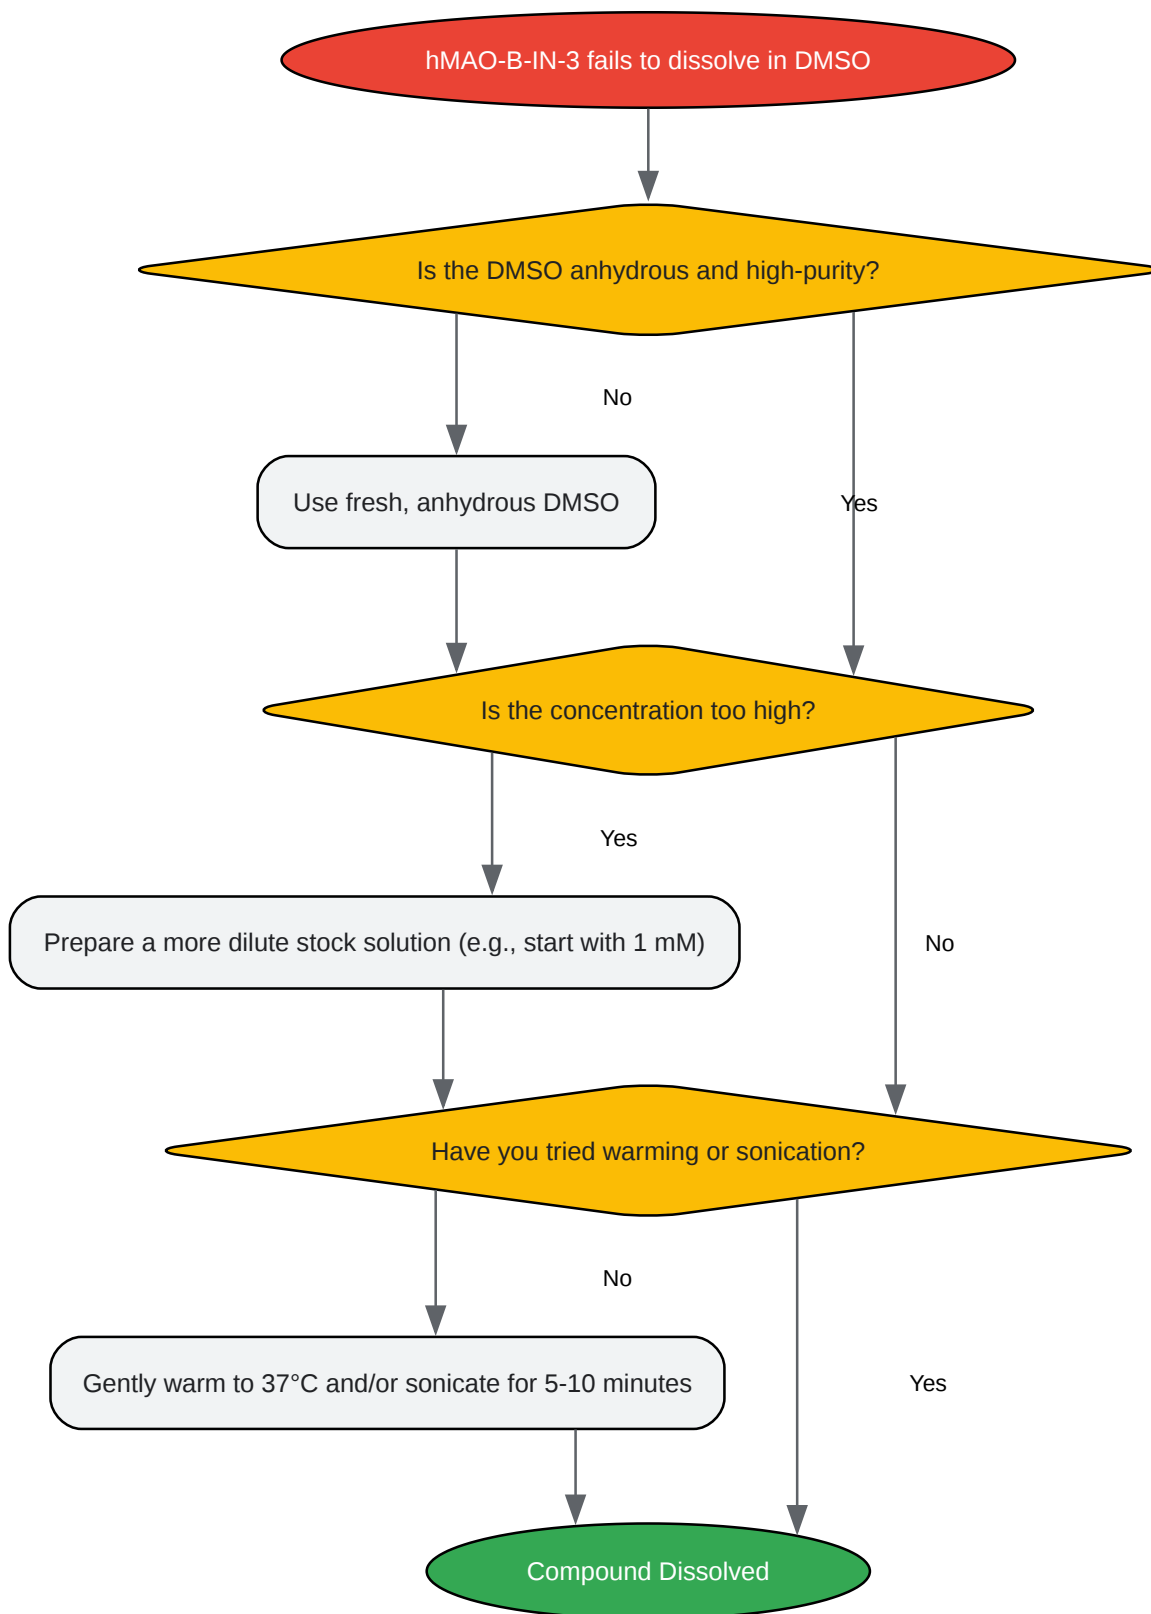 hMAO-B-IN-3 fails to dissolve in DMSO
Is the DMSO anhydrous and high-purity?
No
Use fresh, anhydrous DMSO
Yes
Is the concentration too high?
Yes
Prepare a more dilute stock solution (e.g., start with 1 mM)
No
Have you tried warming or sonication?
No
Gently warm to 37°C and/or sonicate for 5-10 minutes
Yes
Compound Dissolved